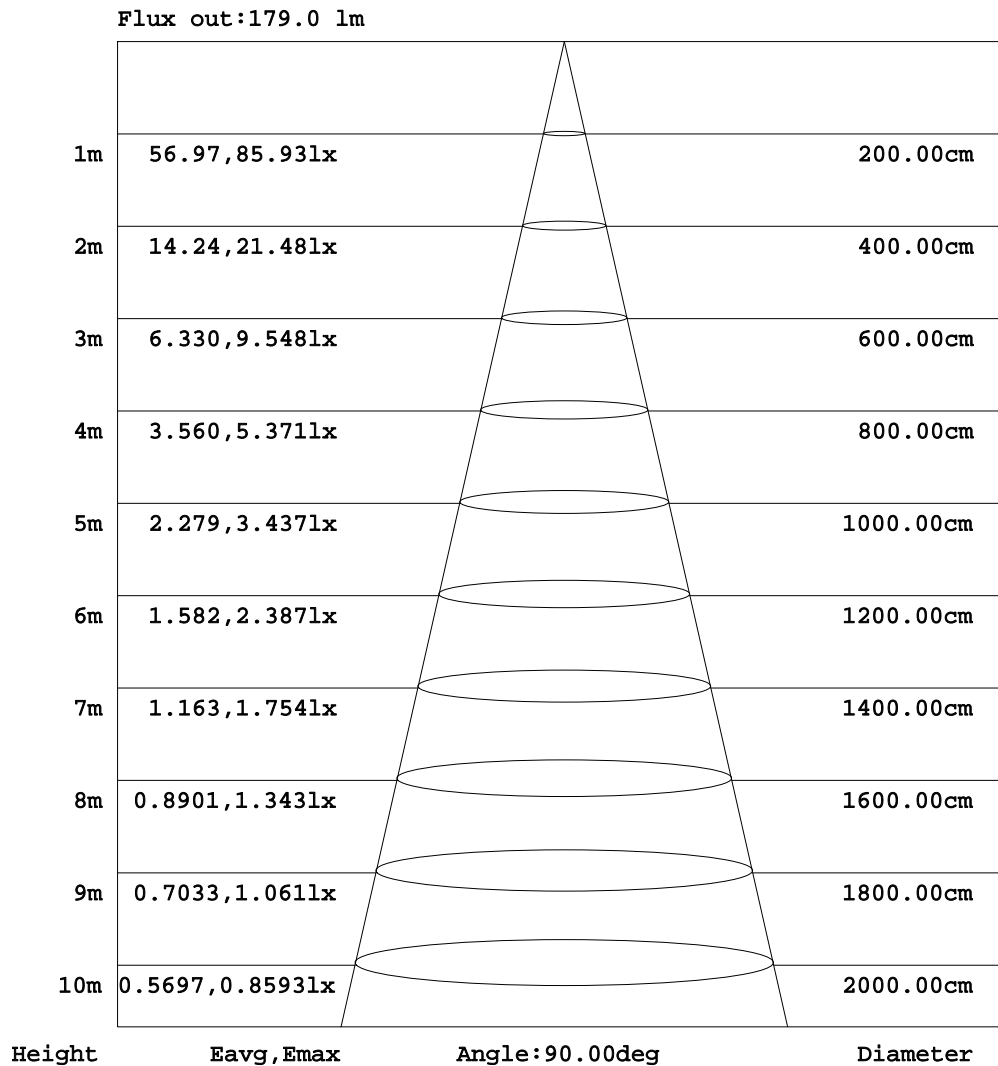 Flux out:179.0 lm
1m 56.97,85.93lx 200.00cm
2m 14.24,21.48lx 400.00cm
3m 6.330,9.548lx 600.00cm
4m 3.560,5.371lx 800.00cm
5m 2.279,3.437lx 1000.00cm
6m 1.582,2.387lx 1200.00cm
7m 1.163,1.754lx 1400.00cm
8m 0.8901,1.343lx 1600.00cm
9m 0.7033,1.061lx 1800.00cm
10m 0.5697,0.8593lx 2000.00cm
Height Eavg,Emax Angle:90.00deg Diameter